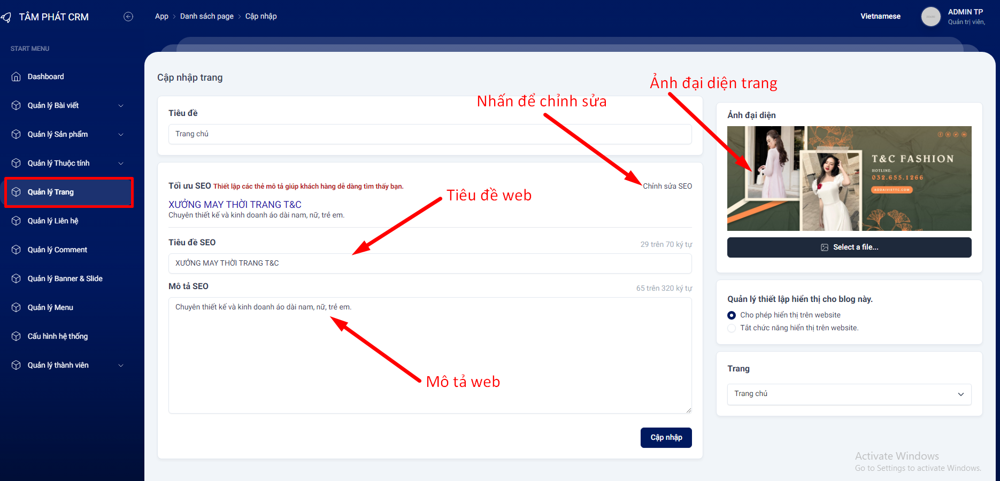 TÂM PHÁT CRM
App > Danh sách page > Cập nhập
Vietnamese
ADMIN TP
Quản trị viên,
START MENU
Dashboard
Quản lý Bài viết
Quản lý Sản phẩm
Quản lý Thuộc tính
Quản lý Trang
Quản lý Liên hệ
Quản lý Comment
Quản lý Banner & Slide
Quản lý Menu
Cấu hình hệ thống
Quản lý thành viên
Cập nhập trang
Nhấn để chỉnh sửa
Ảnh đại diện trang
Tiêu đề
Trang chủ
Tối ưu SEO Thiết lập các thẻ mô tả giúp khách hàng dễ dàng tìm thấy bạn.
Chỉnh sửa SEO
Tiêu đề web
XƯỞNG MAY THỜI TRANG T&C
Chuyên thiết kế và kinh doanh áo dài nam, nữ, trẻ em.
Tiêu đề SEO
29 trên 70 ký tự
XƯỞNG MAY THỜI TRANG T&C
Mô tả SEO
65 trên 320 ký tự
Chuyên thiết kế và kinh doanh áo dài nam, nữ, trẻ em.
Mô tả web
Cập nhập
Ảnh đại diện
T&C FASHION
HOTLINE:
032.655.1266
AODAIVIETTC.COM
Select a file...
Quản lý thiết lập hiển thị cho blog này.
Cho phép hiển thị trên website
Tắt chức năng hiển thị trên website.
Trang
Trang chủ
Activate Windows
Go to Settings to activate Windows.